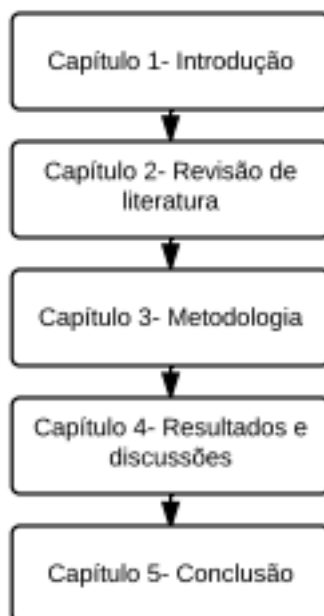 Capítulo 1- Introdução
Capítulo 2- Revisão de
literatura
Capítulo 3- Metodologia
Capítulo 4- Resultados e
discussões
Capítulo 5- Conclusão